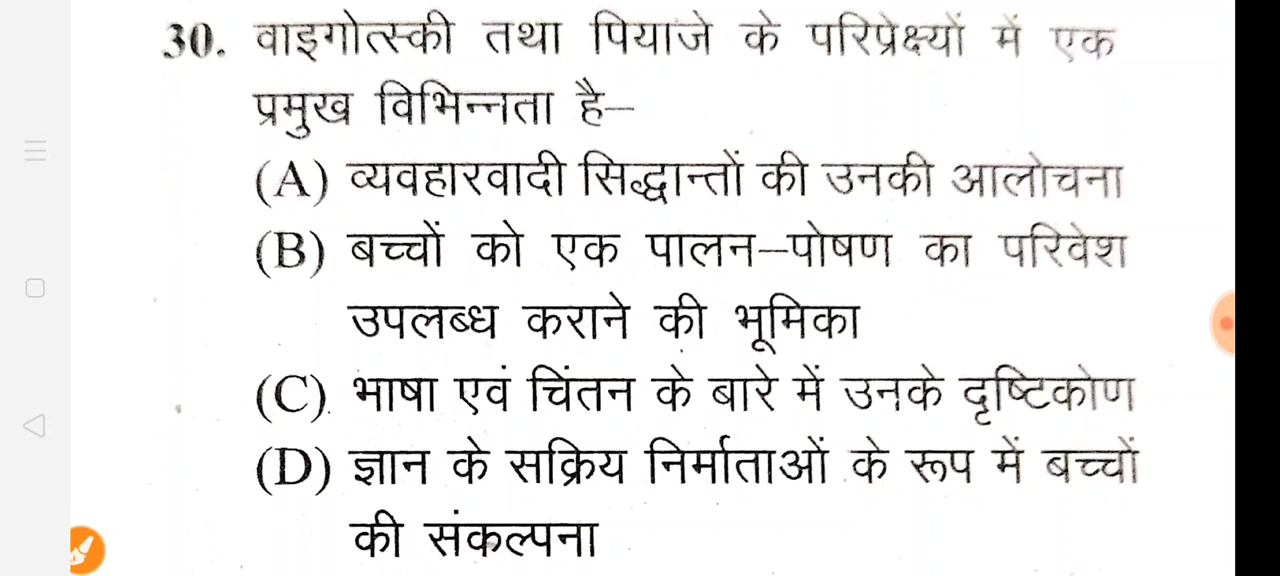 30. वाइगोत्स्की तथा पियाजे के परिप्रेक्ष्यों में एक
प्रमुख विभिन्नता है–
(A) व्यवहारवादी सिद्धान्तों की उनकी आलोचना
(B) बच्चों को एक पालन–पोषण का परिवेश
उपलब्ध कराने की भूमिका
(C) भाषा एवं चिंतन के बारे में उनके दृष्टिकोण
(D) ज्ञान के सक्रिय निर्माताओं के रूप में बच्चों
की संकल्पना